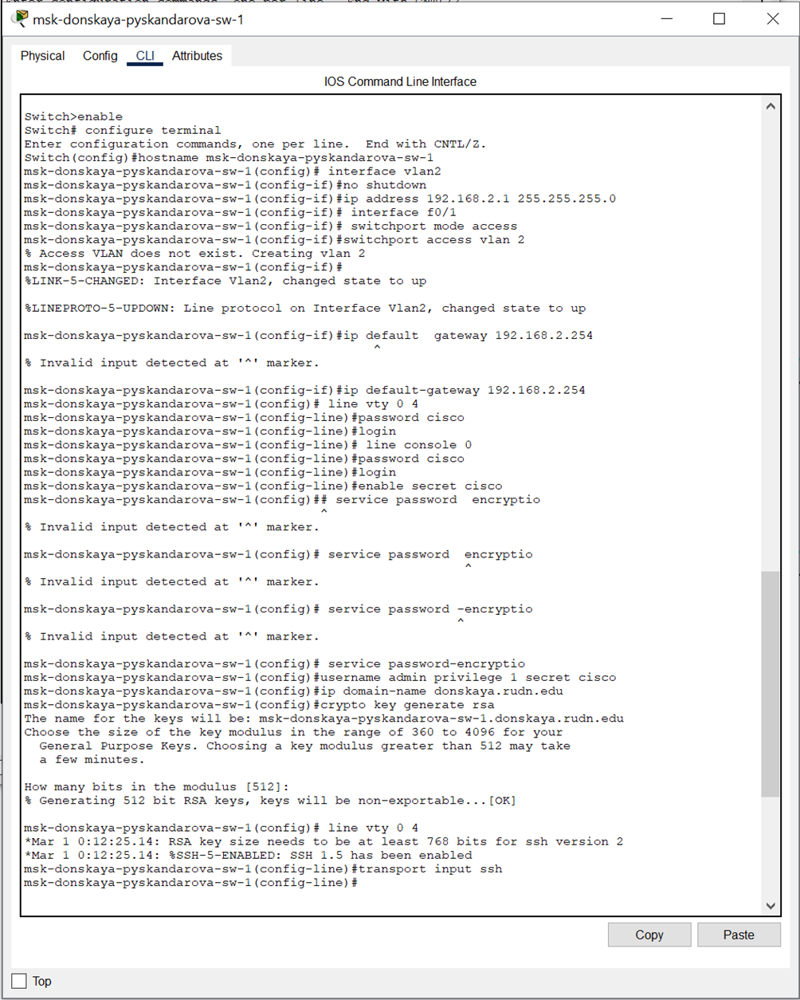 msk-donskaya-pyskandarova-sw-1
Physical Config CLI Attributes
IOS Command Line Interface
Switch>enable
Switch# configure terminal
Enter configuration commands, one per line.  End with CNTL/Z.
Switch(config)#hostname msk-donskaya-pyskandarova-sw-1
msk-donskaya-pyskandarova-sw-1(config)# interface vlan2
msk-donskaya-pyskandarova-sw-1(config-if)#no shutdown
msk-donskaya-pyskandarova-sw-1(config-if)#ip address 192.168.2.1 255.255.255.0
msk-donskaya-pyskandarova-sw-1(config-if)# interface f0/1
msk-donskaya-pyskandarova-sw-1(config-if)# switchport mode access
msk-donskaya-pyskandarova-sw-1(config-if)#switchport access vlan 2
% Access VLAN does not exist. Creating vlan 2
msk-donskaya-pyskandarova-sw-1(config-if)#
%LINK-5-CHANGED: Interface Vlan2, changed state to up
%LINEPROTO-5-UPDOWN: Line protocol on Interface Vlan2, changed state to up
msk-donskaya-pyskandarova-sw-1(config-if)#ip default  gateway 192.168.2.254
^
% Invalid input detected at '^' marker.
msk-donskaya-pyskandarova-sw-1(config-if)#ip default-gateway 192.168.2.254
msk-donskaya-pyskandarova-sw-1(config)# line vty 0 4
msk-donskaya-pyskandarova-sw-1(config-line)#password cisco
msk-donskaya-pyskandarova-sw-1(config-line)#login
msk-donskaya-pyskandarova-sw-1(config-line)# line console 0
msk-donskaya-pyskandarova-sw-1(config-line)#password cisco
msk-donskaya-pyskandarova-sw-1(config-line)#login
msk-donskaya-pyskandarova-sw-1(config-line)#enable secret cisco
msk-donskaya-pyskandarova-sw-1(config)## service password  encryptio
^
% Invalid input detected at '^' marker.
msk-donskaya-pyskandarova-sw-1(config)# service password  encryptio
^
% Invalid input detected at '^' marker.
msk-donskaya-pyskandarova-sw-1(config)# service password -encryptio
^
% Invalid input detected at '^' marker.
msk-donskaya-pyskandarova-sw-1(config)# service password-encryptio
msk-donskaya-pyskandarova-sw-1(config)#username admin privilege 1 secret cisco
msk-donskaya-pyskandarova-sw-1(config)#ip domain-name donskaya.rudn.edu
msk-donskaya-pyskandarova-sw-1(config)#crypto key generate rsa
The name for the keys will be: msk-donskaya-pyskandarova-sw-1.donskaya.rudn.edu
Choose the size of the key modulus in the range of 360 to 4096 for your
General Purpose Keys. Choosing a key modulus greater than 512 may take
a few minutes.
How many bits in the modulus [512]:
% Generating 512 bit RSA keys, keys will be non-exportable...[OK]
msk-donskaya-pyskandarova-sw-1(config)# line vty 0 4
*Mar 1 0:12:25.14: RSA key size needs to be at least 768 bits for ssh version 2
*Mar 1 0:12:25.14: %SSH-5-ENABLED: SSH 1.5 has been enabled
msk-donskaya-pyskandarova-sw-1(config-line)#transport input ssh
msk-donskaya-pyskandarova-sw-1(config-line)#
Copy Paste
Top